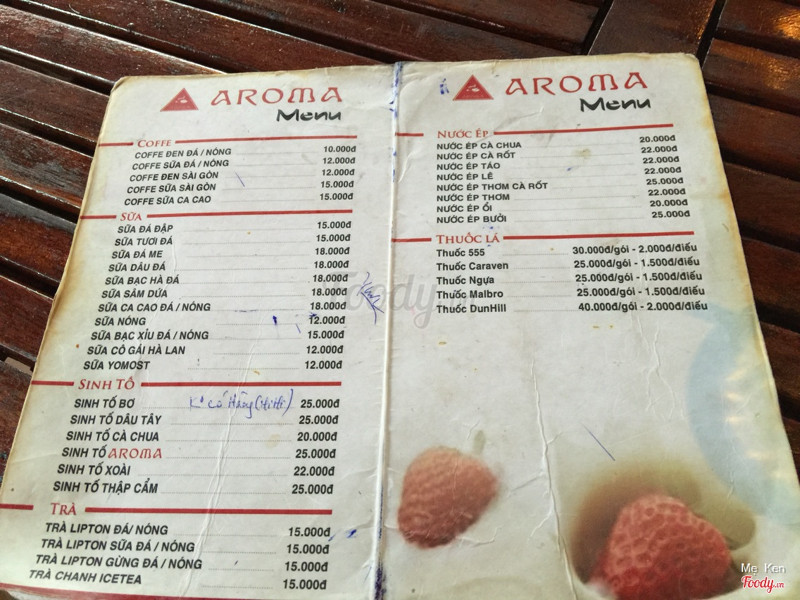 AROMA
Menu
COFFE
COFFE ĐEN ĐÁ / NÓNG 10.000đ
COFFE SỮA ĐÁ / NÓNG 12.000đ
COFFE ĐEN SÀI GÒN 12.000đ
COFFE SỮA SÀI GÒN 15.000đ
COFFE SỮA CA CAO 15.000đ
SỮA
SỮA ĐÁ ĐẬP 15.000đ
SỮA TƯƠI ĐÁ 15.000đ
SỮA ĐÁ ME 18.000đ
SỮA DÂU ĐÁ 18.000đ
SỮA BẠC HÀ ĐÁ 18.000đ
SỮA SÂM DỨA 18.000đ
SỮA CA CAO ĐÁ / NÓNG 18.000đ
SỮA NÓNG 12.000đ
SỮA BẠC XỈU ĐÁ / NÓNG 15.000đ
SỮA CÔ GÁI HÀ LAN 12.000đ
SỮA YOMOST 12.000đ
SINH TỐ
SINH TỐ BƠ K° có Hàng (HiHi) 25.000đ
SINH TỐ DÂU TÂY 25.000đ
SINH TỐ CÀ CHUA 20.000đ
SINH TỐ AROMA 25.000đ
SINH TỐ XOÀI 22.000đ
SINH TỐ THẬP CẨM 25.000đ
TRÀ
TRÀ LIPTON ĐÁ/ NÓNG 15.000đ
TRÀ LIPTON SỮA ĐÁ / NÓNG 15.000đ
TRÀ LIPTON GỪNG ĐÁ / NÓNG 15.000đ
TRÀ CHANH ICETEA 15.000đ
AROMA
Menu
NƯỚC ÉP
NƯỚC ÉP CÀ CHUA 20.000đ
NƯỚC ÉP CÀ RỐT 22.000đ
NƯỚC ÉP TÁO 22.000đ
NƯỚC ÉP LÊ 22.000đ
NƯỚC ÉP THƠM CÀ RỐT 25.000đ
NƯỚC ÉP THƠM 22.000đ
NƯỚC ÉP ỔI 20.000đ
NƯỚC ÉP BƯỞI 25.000đ
THUỐC LÁ
Thuốc 555 30.000đ/gói - 2.000đ/điếu
Thuốc Caraven 25.000đ/gói - 1.500đ/điếu
Thuốc Ngựa 25.000đ/gói - 1.500đ/điếu
Thuốc Malbro 25.000đ/gói - 1.500đ/điếu
Thuốc DunHill 40.000đ/gói - 2.000đ/điếu
Foody
Mẹ Ken
Foody.vn